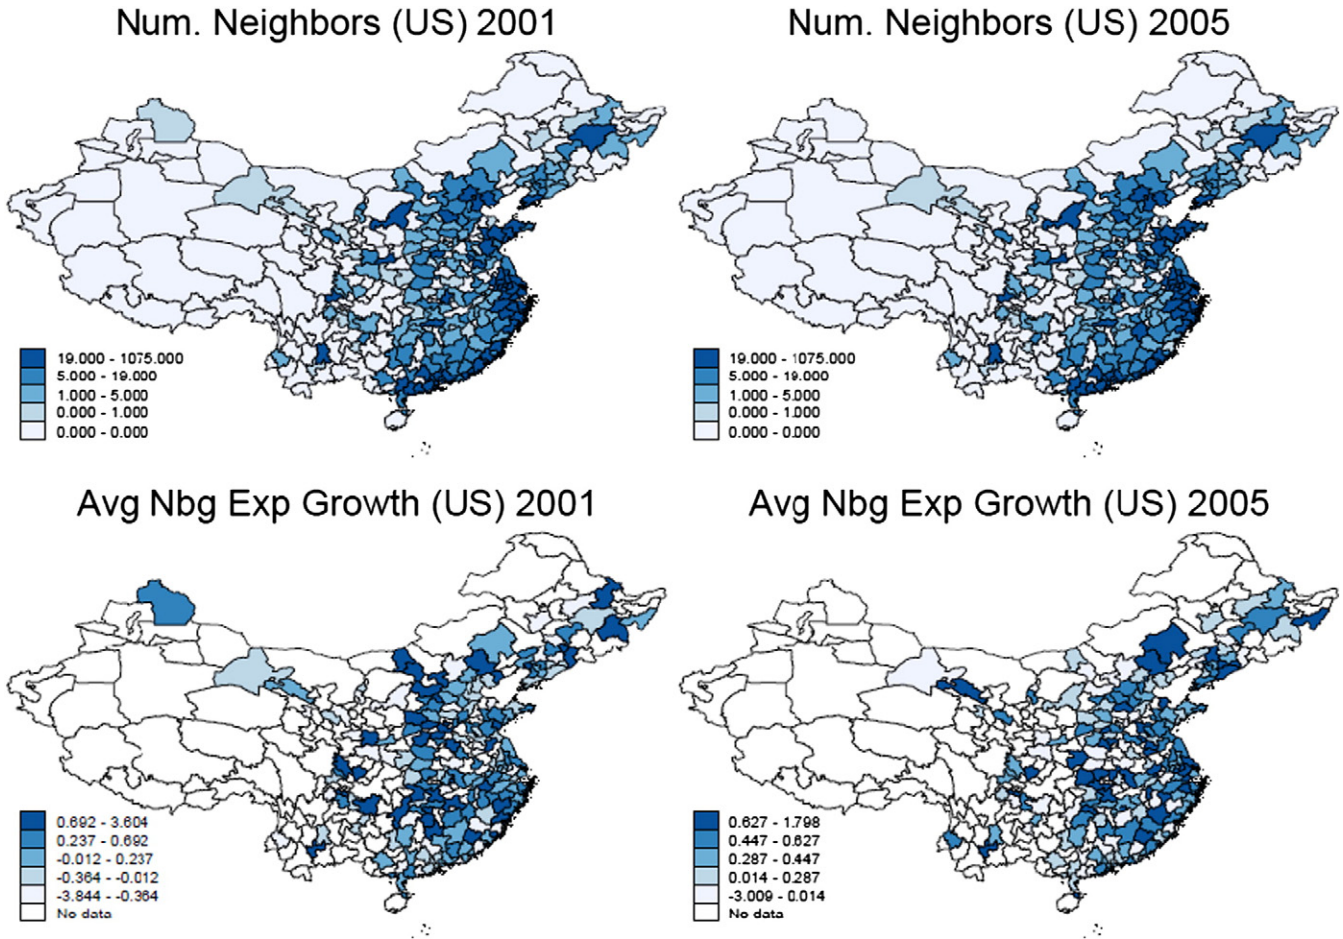 Num. Neighbors (US) 2001
19.000 - 1075.000
5.000 - 19.000
1.000 - 5.000
0.000 - 1.000
0.000 - 0.000
Num. Neighbors (US) 2005
19.000 - 1075.000
5.000 - 19.000
1.000 - 5.000
0.000 - 1.000
0.000 - 0.000
Avg Nbg Exp Growth (US) 2001
0.692 - 3.604
0.237 - 0.692
-0.012 - 0.237
-0.364 - -0.012
-3.844 - -0.364
No data
Avg Nbg Exp Growth (US) 2005
0.627 - 1.798
0.447 - 0.627
0.287 - 0.447
0.014 - 0.287
-3.009 - 0.014
No data